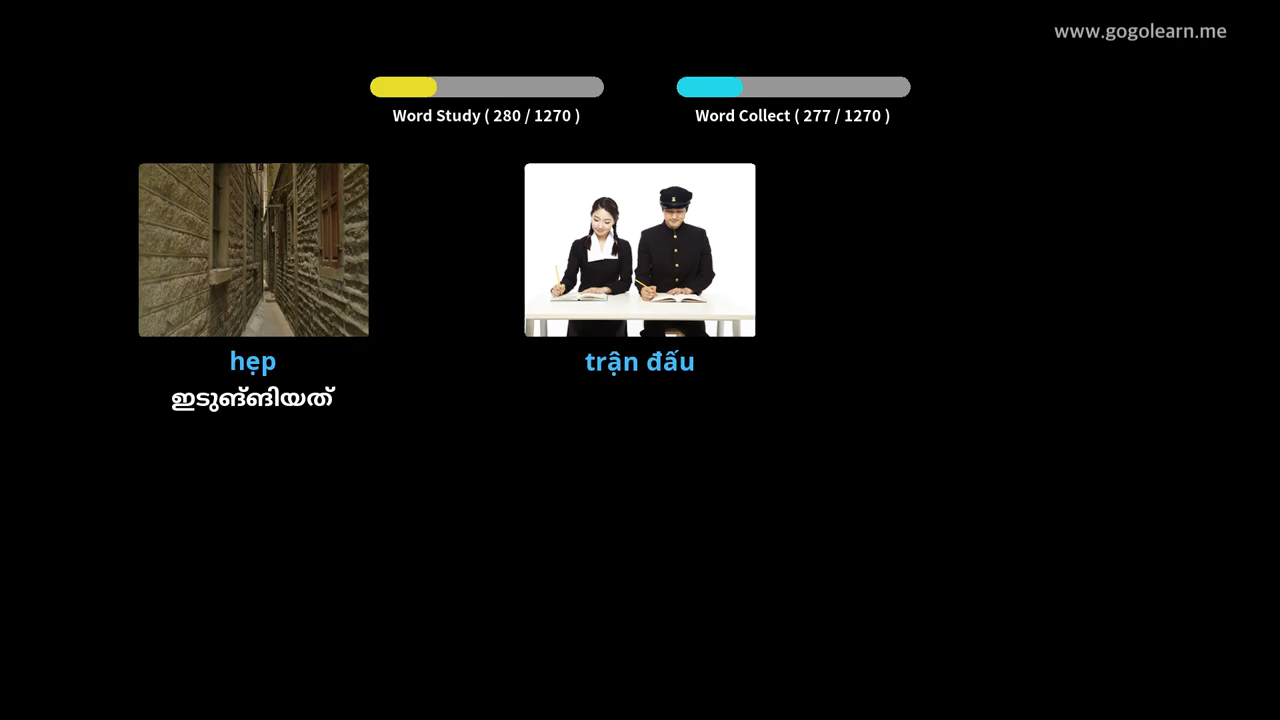 www.gogolearn.me
Word Study ( 280 / 1270 )
Word Collect ( 277 / 1270 )
hẹp
trận đấu
ഇടുങ്ങിയത്